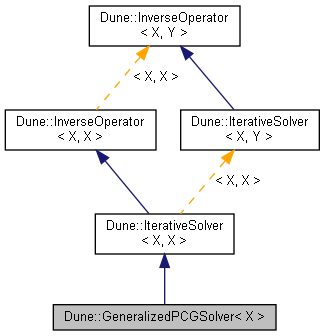 Dune::InverseOperator
< X, Y >
< X, X >
Dune::InverseOperator
< X, X >
Dune::IterativeSolver
< X, Y >
< X, X >
Dune::IterativeSolver
< X, X >
Dune::GeneralizedPCGSolver< X >